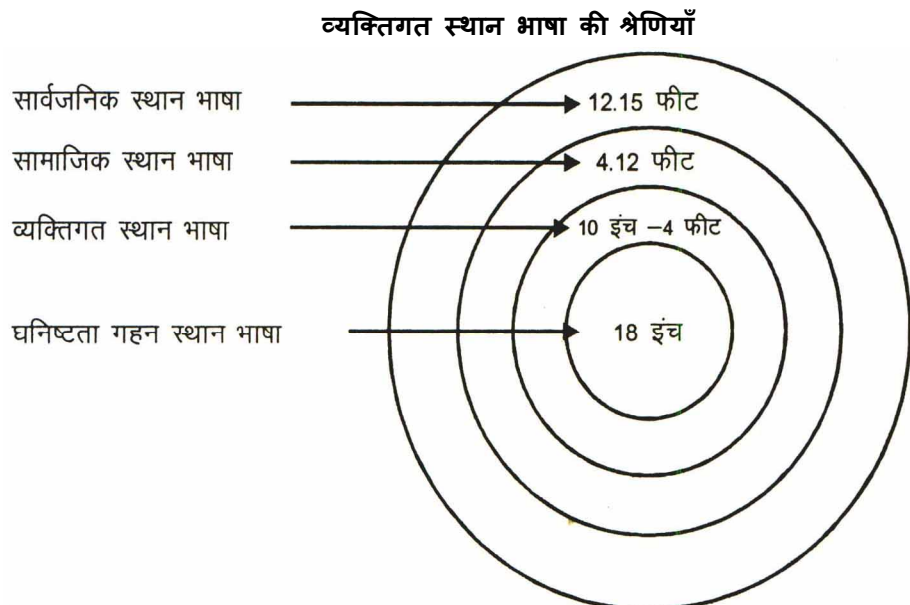 व्यक्तिगत स्थान भाषा की श्रेणियाँ
सार्वजनिक स्थान भाषा 12.15 फीट
सामाजिक स्थान भाषा 4.12 फीट
व्यक्तिगत स्थान भाषा 10 इंच –4 फीट
घनिष्टता गहन स्थान भाषा 18 इंच